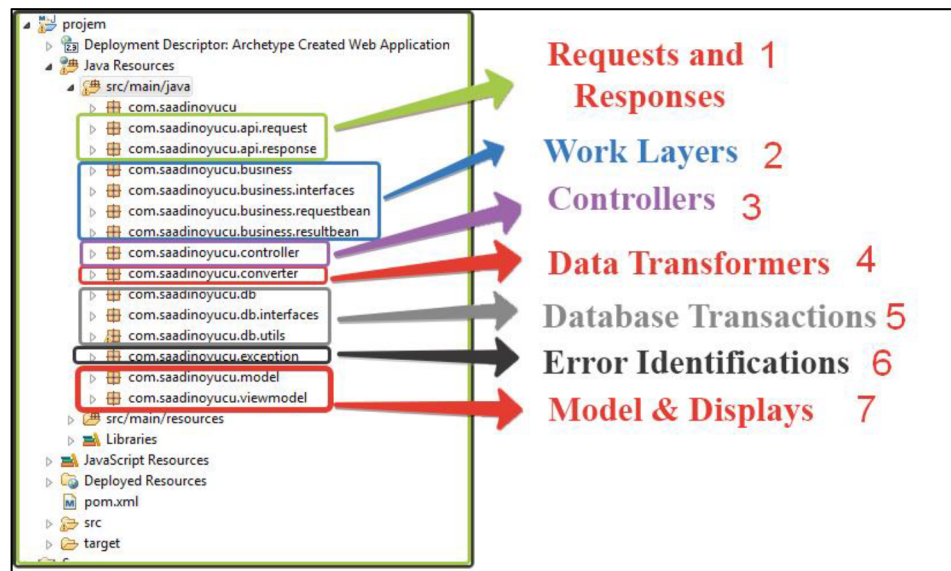 projem
Deployment Descriptor: Archetype Created Web Application
Java Resources
src/main/java
com.saadinoyucu
com.saadinoyucu.api.request
com.saadinoyucu.api.response
com.saadinoyucu.business
com.saadinoyucu.business.interfaces
com.saadinoyucu.business.requestbean
com.saadinoyucu.business.resultbean
com.saadinoyucu.controller
com.saadinoyucu.converter
com.saadinoyucu.db
com.saadinoyucu.db.interfaces
com.saadinoyucu.db.utils
com.saadinoyucu.exception
com.saadinoyucu.model
com.saadinoyucu.viewmodel
src/main/resources
Libraries
JavaScript Resources
Deployed Resources
pom.xml
src
target
Requests and 1
Responses
Work Layers 2
Controllers 3
Data Transformers 4
Database Transactions 5
Error Identifications 6
Model & Displays 7